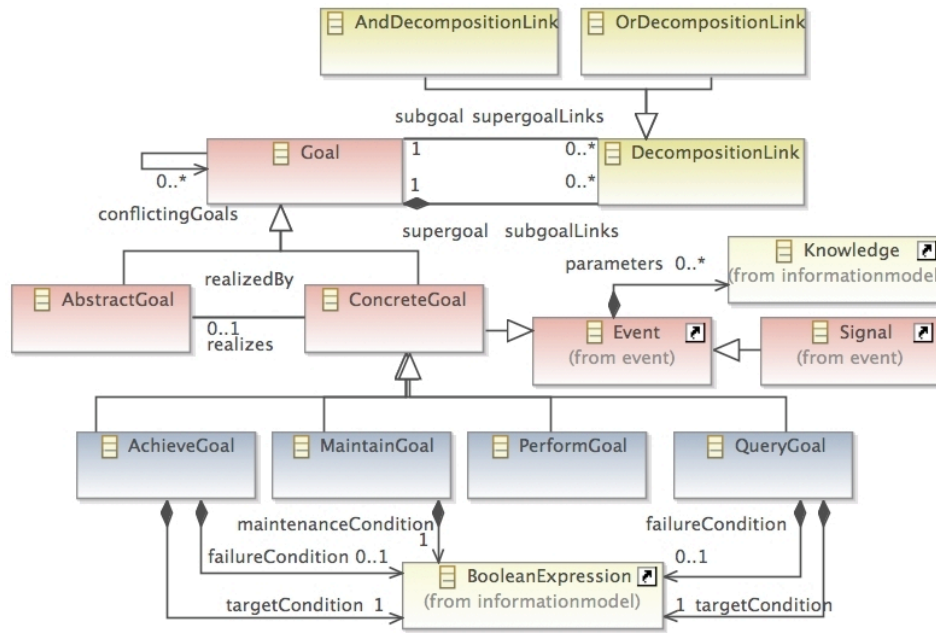 AndDecompositionLink
OrDecompositionLink
subgoal supergoalLinks
Goal
1
0..*
DecompositionLink
0..*
1
0..*
conflictingGoals
supergoal subgoalLinks
Knowledge
(from informationmodel)
parameters 0..*
realizedBy
AbstractGoal
ConcreteGoal
0..1
realizes
Event
(from event)
Signal
(from event)
AchieveGoal
MaintainGoal
PerformGoal
QueryGoal
maintenanceCondition
1
failureCondition
failureCondition 0..1
0..1
BooleanExpression
(from informationmodel)
targetCondition 1
1 targetCondition